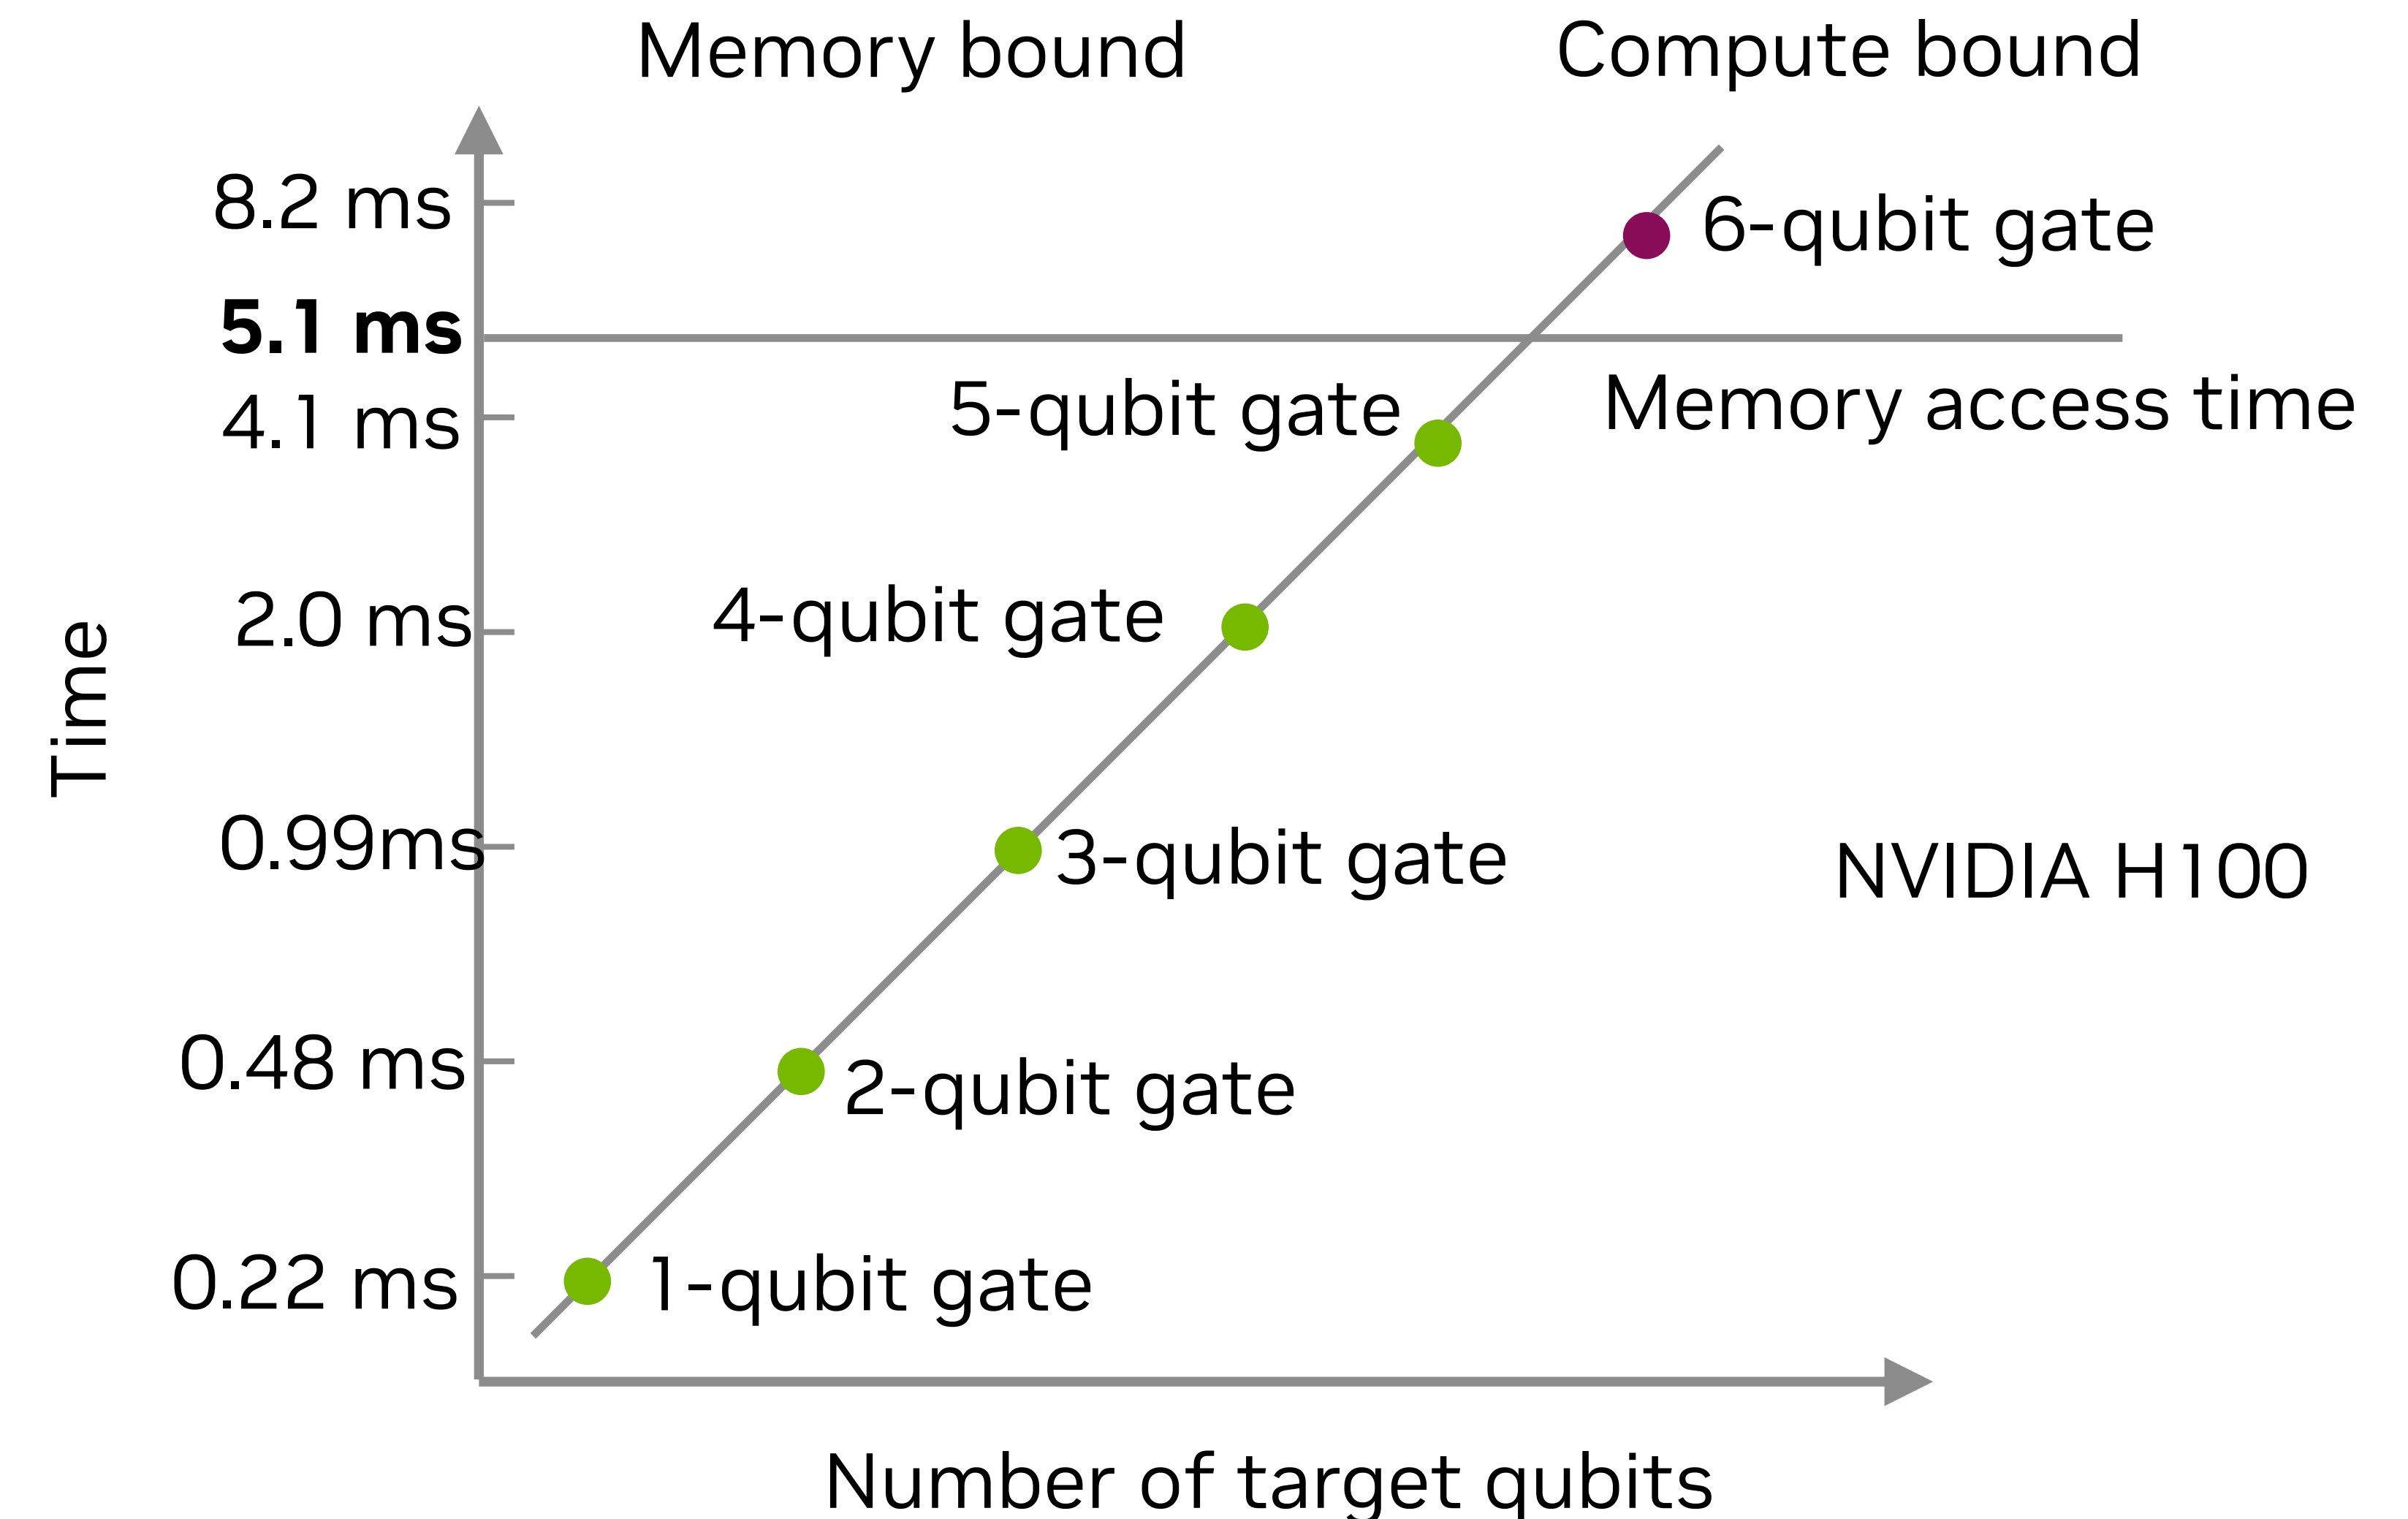 Memory bound
Compute bound
8.2 ms
6-qubit gate
5.1 ms
5-qubit gate
Memory access time
4.1 ms
4-qubit gate
2.0 ms
Time
0.99ms
3-qubit gate
NVIDIA H100
0.48 ms
2-qubit gate
0.22 ms
1-qubit gate
Number of target qubits